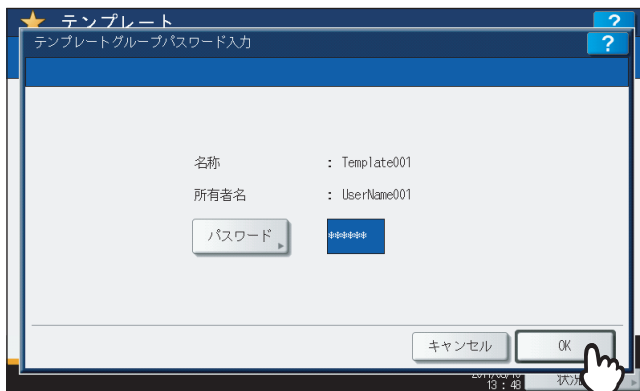 テンプレート
?
テンプレートグループパスワード入力
?
名称 : Template001
所有者名 : UserName001
パスワード ******
キャンセル OK
13:48 状況